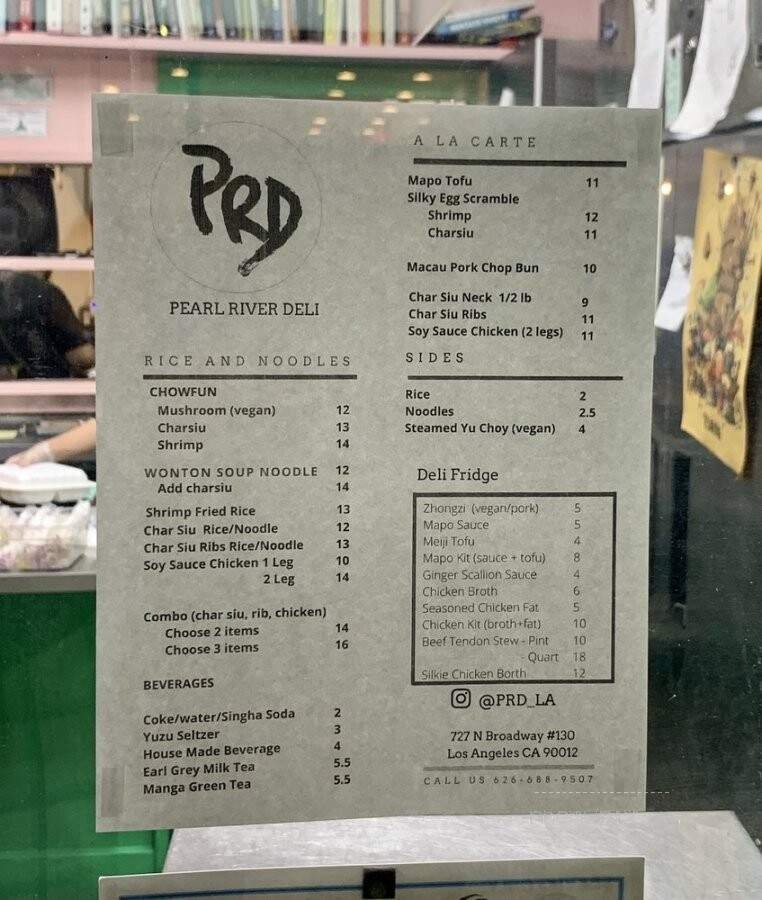 PRD
PEARL RIVER DELI
RICE AND NOODLES
CHOWFUN
Mushroom (vegan) 12
Charsiu 13
Shrimp 14
WONTON SOUP NOODLE 12
Add charsiu 14
Shrimp Fried Rice 13
Char Siu Rice/Noodle 12
Char Siu Ribs Rice/Noodle 13
Soy Sauce Chicken 1 Leg 10
2 Leg 14
Combo (char siu, rib, chicken)
Choose 2 items 14
Choose 3 items 16
BEVERAGES
Coke/water/Singha Soda 2
Yuzu Seltzer 3
House Made Beverage 4
Earl Grey Milk Tea 5.5
Manga Green Tea 5.5
A LA CARTE
Mapo Tofu 11
Silky Egg Scramble
Shrimp 12
Charsiu 11
Macau Pork Chop Bun 10
Char Siu Neck 1/2 lb 9
Char Siu Ribs 11
Soy Sauce Chicken (2 legs) 11
SIDES
Rice 2
Noodles 2.5
Steamed Yu Choy (vegan) 4
Deli Fridge
Zhongzi (vegan/pork) 5
Mapo Sauce 5
Meiji Tofu 4
Mapo Kit (sauce + tofu) 8
Ginger Scallion Sauce 4
Chicken Broth 6
Seasoned Chicken Fat 5
Chicken Kit (broth+fat) 10
Beef Tendon Stew - Pint 10
- Quart 18
Silkie Chicken Borth 12
@PRD_LA
727 N Broadway #130
Los Angeles CA 90012
CALL US 626-688-9507